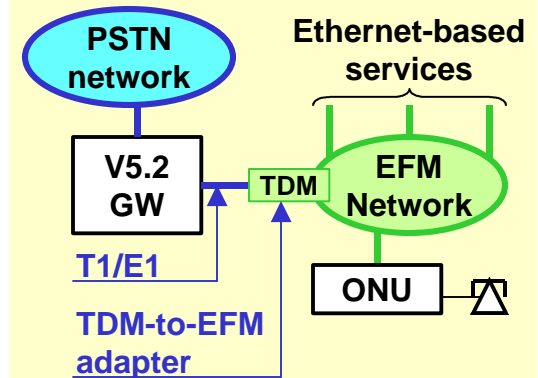 PSTN
network
Ethernet-based
services
V5.2
GW
TDM
EFM
Network
T1/E1
ONU
TDM-to-EFM
adapter